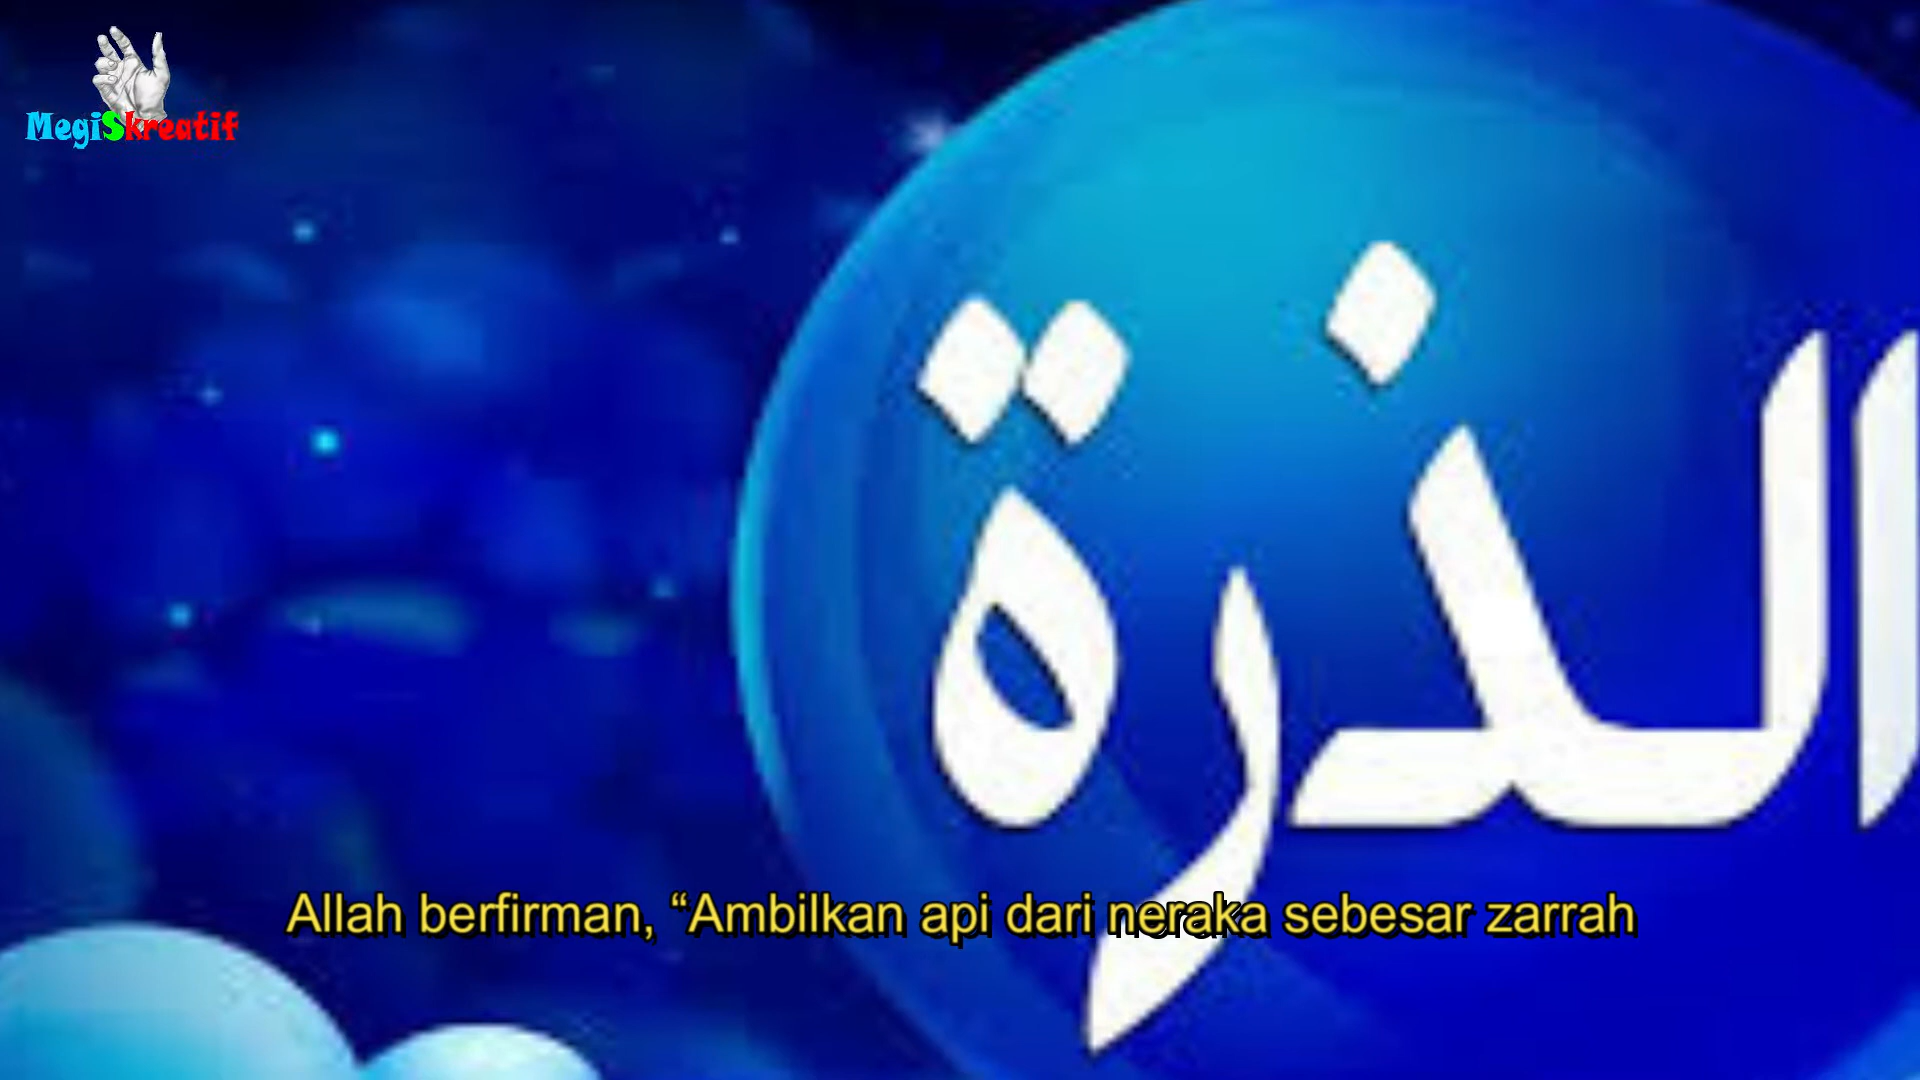 MegiSkreatif
الذرة
Allah berfirman, “Ambilkan api dari neraka sebesar zarrah